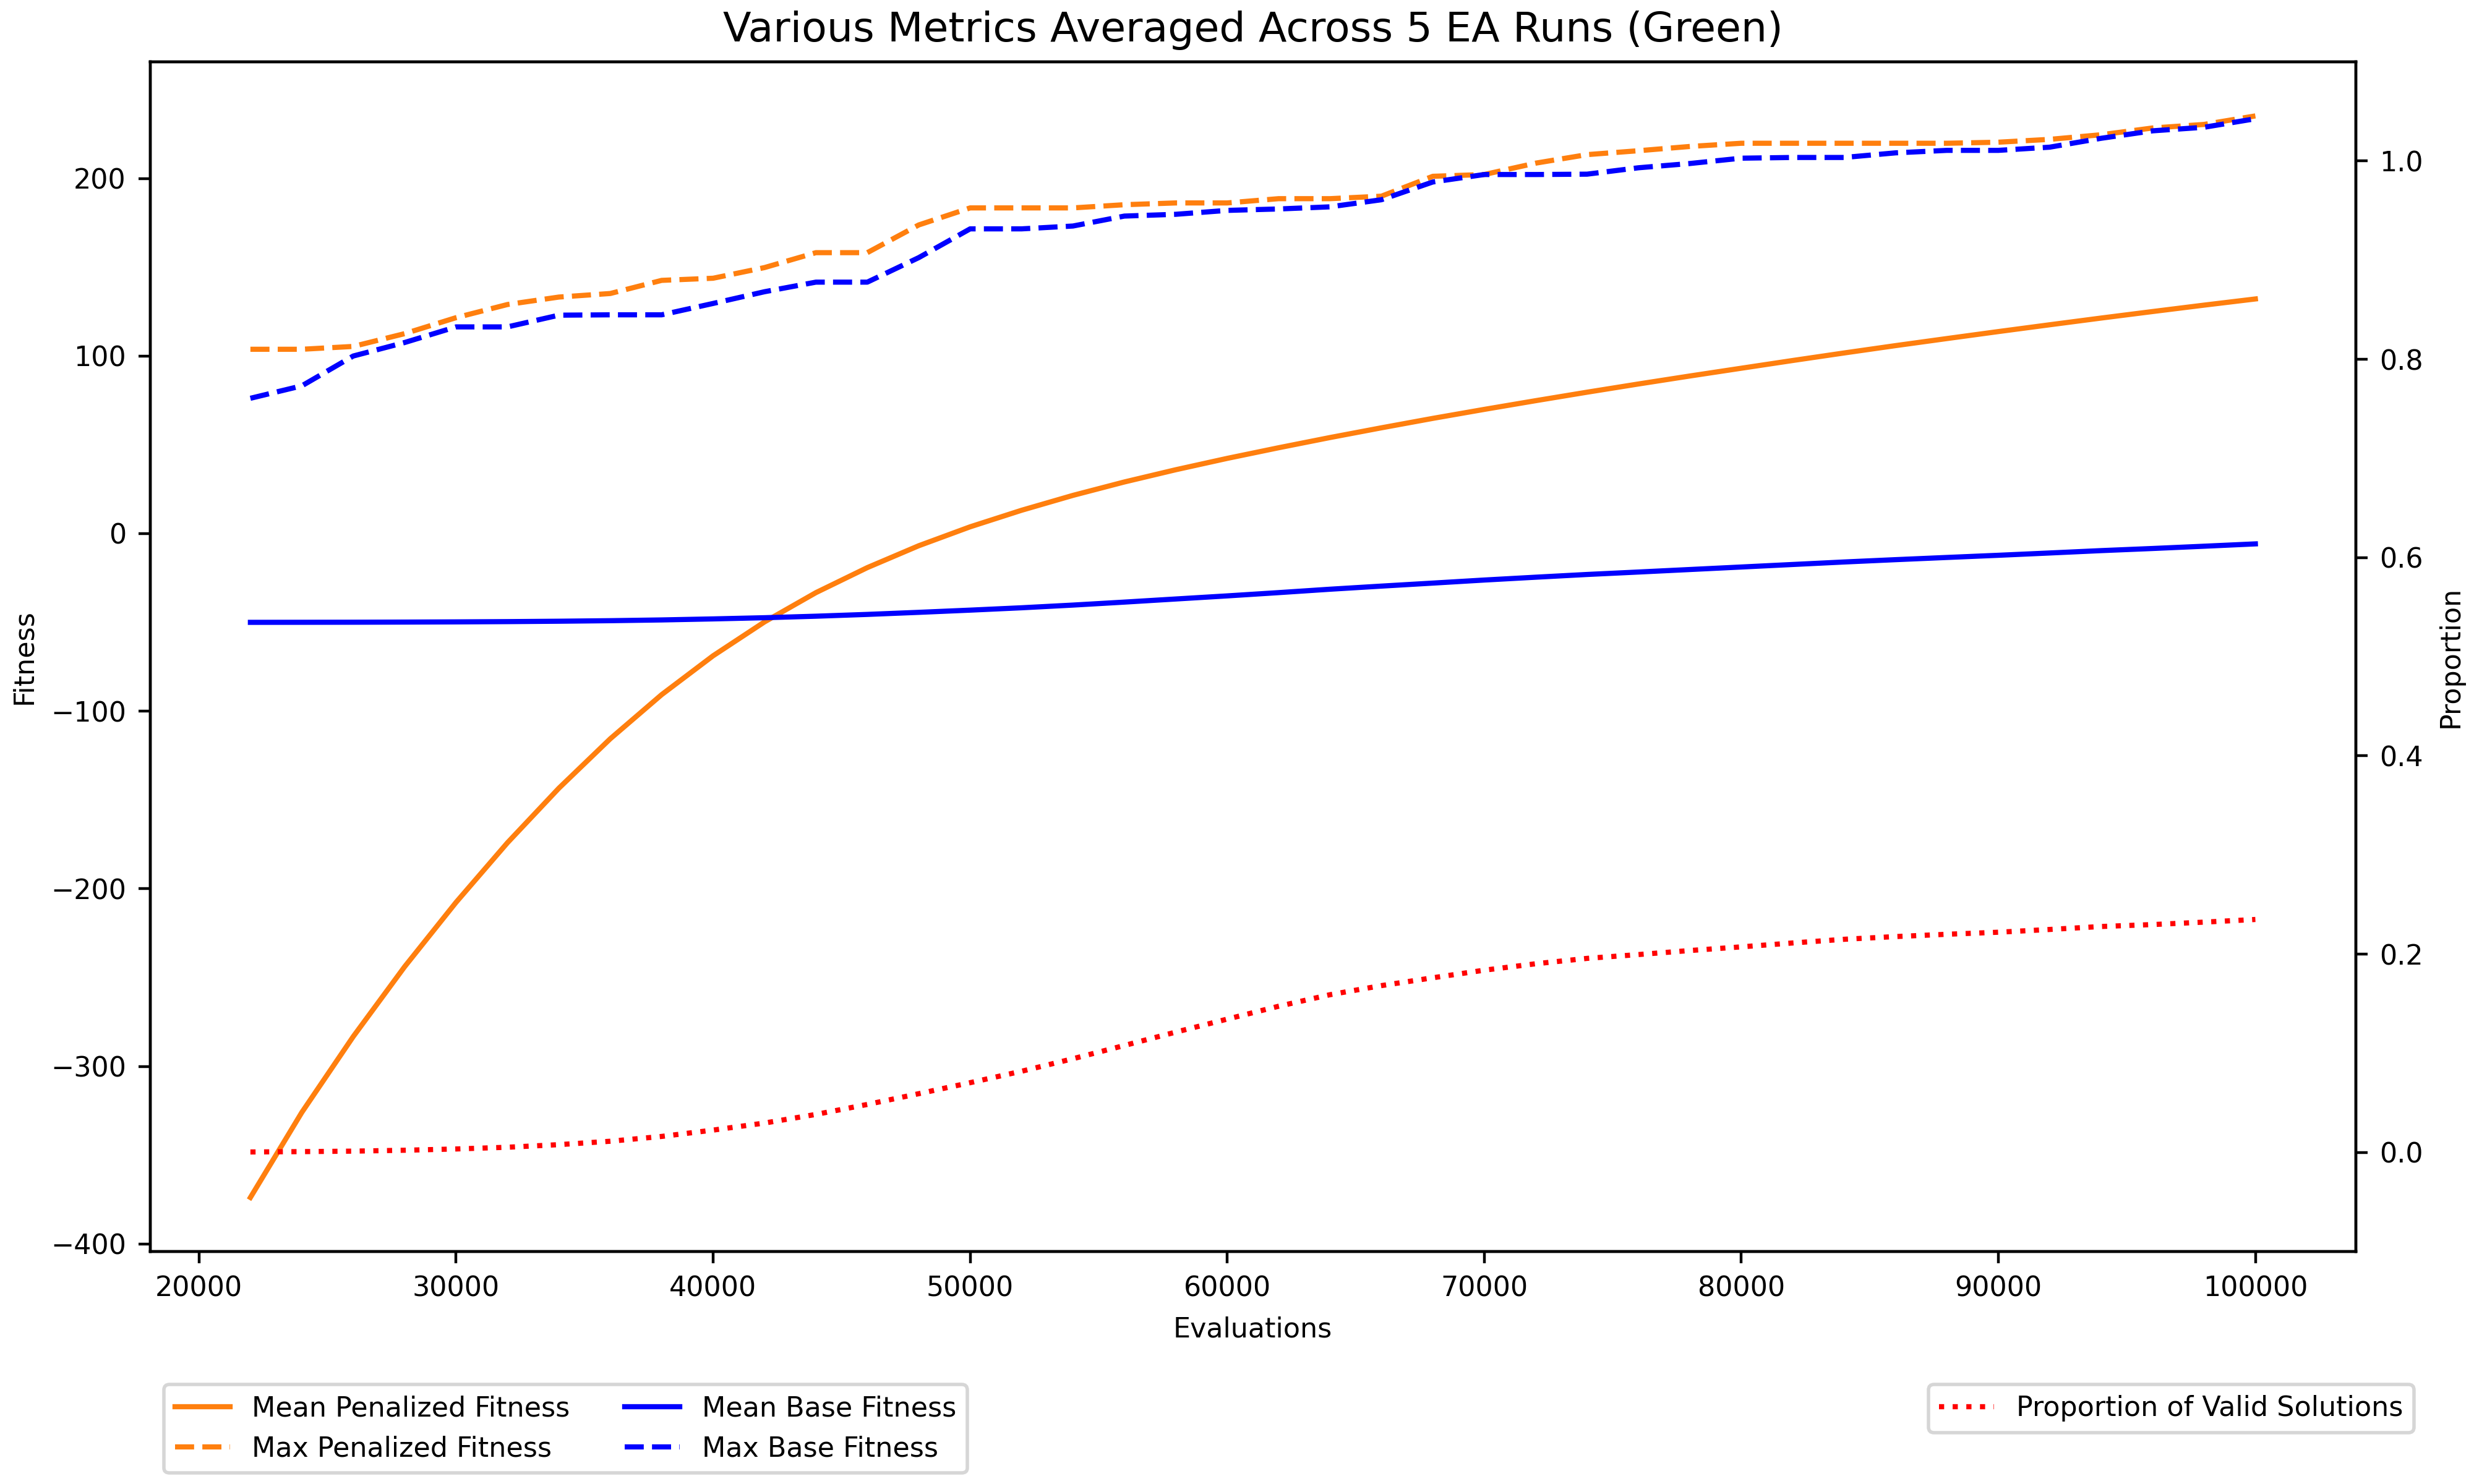 Various Metrics Averaged Across 5 EA Runs (Green)
200
100
0
−100
−200
−300
−400
Fitness
1.0
0.8
0.6
0.4
0.2
0.0
Proportion
20000 30000 40000 50000 60000 70000 80000 90000 100000
Evaluations
Mean Penalized Fitness
Max Penalized Fitness
Mean Base Fitness
Max Base Fitness
Proportion of Valid Solutions